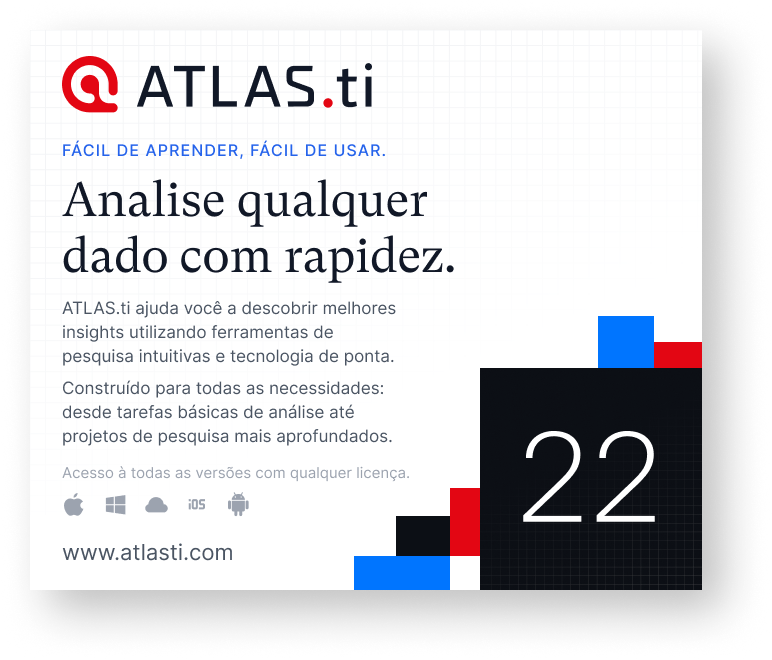 ATLAS.ti
FÁCIL DE APRENDER, FÁCIL DE USAR.
Analise qualquer
dado com rapidez.
ATLAS.ti ajuda você a descobrir melhores
insights utilizando ferramentas de
pesquisa intuitivas e tecnologia de ponta.
Construído para todas as necessidades:
desde tarefas básicas de análise até
projetos de pesquisa mais aprofundados.
Acesso à todas as versões com qualquer licença.
iOS
www.atlasti.com
22